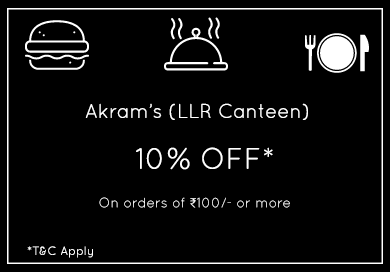 Akram's (LLR Canteen)
10% OFF*
On orders of ₹100/- or more
*T&C Apply